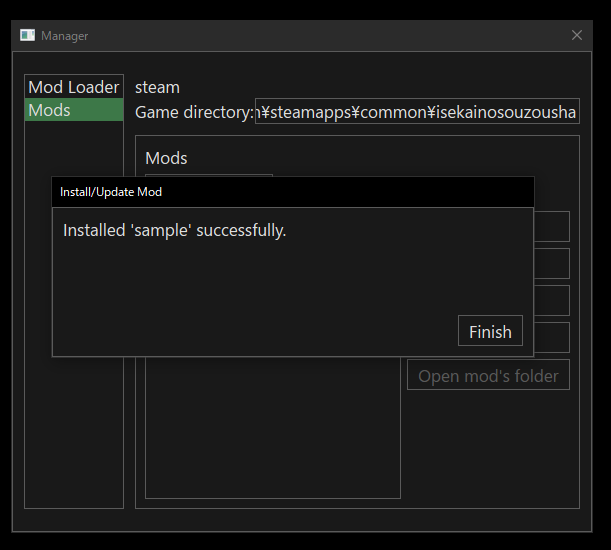 Manager
Mod Loader
Mods
steam
Game directory:
¥steamapps¥common¥isekainosouzousha
Mods
Install/Update Mod
Installed 'sample' successfully.
Finish
Open mod's folder